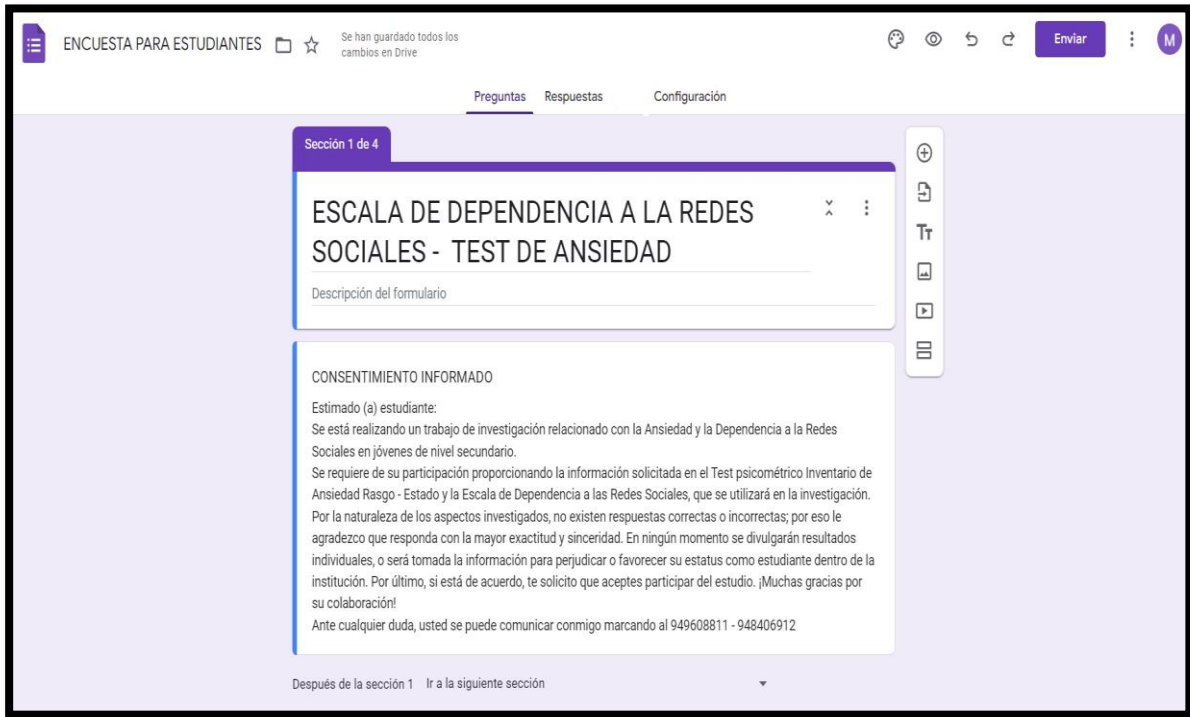 ENCUESTA PARA ESTUDIANTES
Se han guardado todos los
cambios en Drive
Enviar
M
Preguntas Respuestas Configuración
Sección 1 de 4
ESCALA DE DEPENDENCIA A LA REDES
SOCIALES - TEST DE ANSIEDAD
Descripción del formulario
Tт
CONSENTIMIENTO INFORMADO
Estimado (a) estudiante:
Se está realizando un trabajo de investigación relacionado con la Ansiedad y la Dependencia a la Redes
Sociales en jóvenes de nivel secundario.
Se requiere de su participación proporcionando la información solicitada en el Test psicométrico Inventario de
Ansiedad Rasgo - Estado y la Escala de Dependencia a las Redes Sociales, que se utilizará en la investigación.
Por la naturaleza de los aspectos investigados, no existen respuestas correctas o incorrectas; por eso le
agradezco que responda con la mayor exactitud y sinceridad. En ningún momento se divulgarán resultados
individuales, o será tomada la información para perjudicar o favorecer su estatus como estudiante dentro de la
institución. Por último, si está de acuerdo, te solicito que aceptes participar del estudio. ¡Muchas gracias por
su colaboración!
Ante cualquier duda, usted se puede comunicar conmigo marcando al 949608811 - 948406912
Después de la sección 1 Ir a la siguiente sección